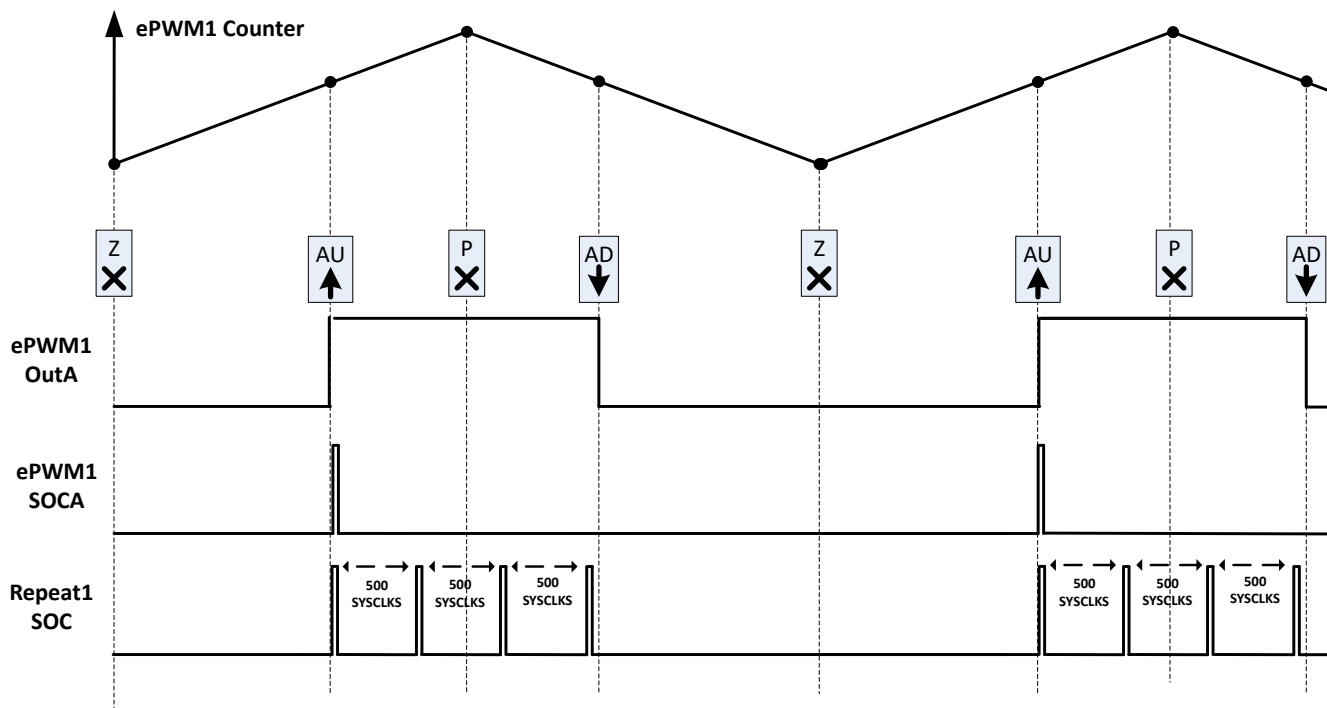 ePWM1 Counter
Z
AU
P
AD
Z
AU
P
AD
ePWM1
OutA
ePWM1
SOCA
Repeat1
SOC
500
SYSCLKS
500
SYSCLKS
500
SYSCLKS
500
SYSCLKS
500
SYSCLKS
500
SYSCLKS